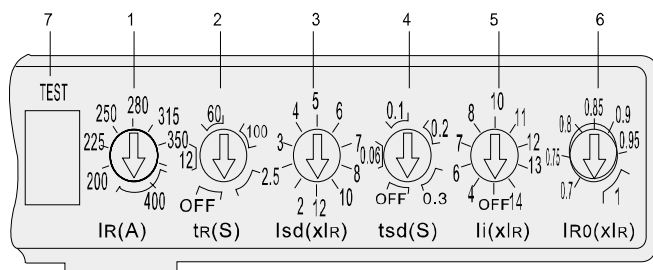 7 1 2 3 4 5 6
TEST
200 225 250 280 315 350 400
IR(A)
OFF 12 60 100
tR(S)
2 2.5 3 4 5 6 7 8 10 12
Isd(xIR)
OFF 0.06 0.1 0.2 0.3
tsd(S)
4 6 7 8 10 11 12 13 14 OFF
Ii(xIR)
0.7 0.75 0.8 0.85 0.9 0.95 1
IR0(xIR)